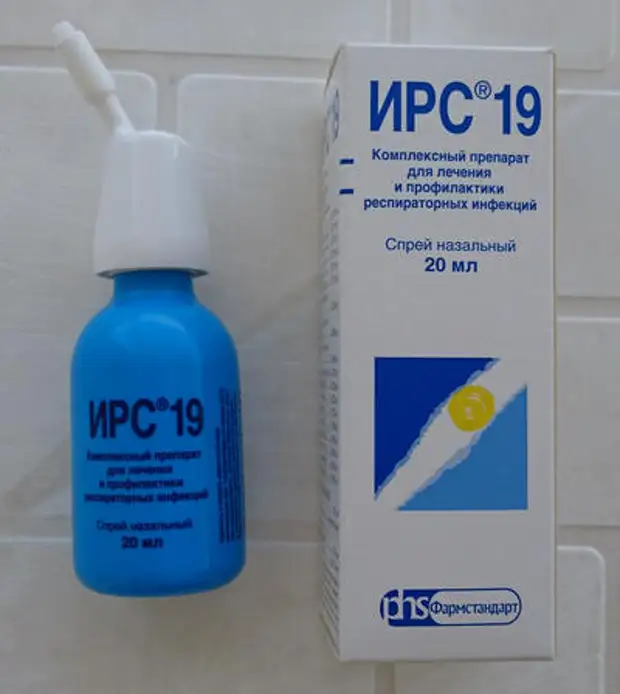 ИРС® 19
Комплексный препарат
для лечения
и профилактики
респираторных инфекций
Спрей назальный
20 мл
phs Фармстандарт
ИРС® 19
Комплексный препарат
для лечения
и профилактики
респираторных инфекций
Спрей назальный
20 мл